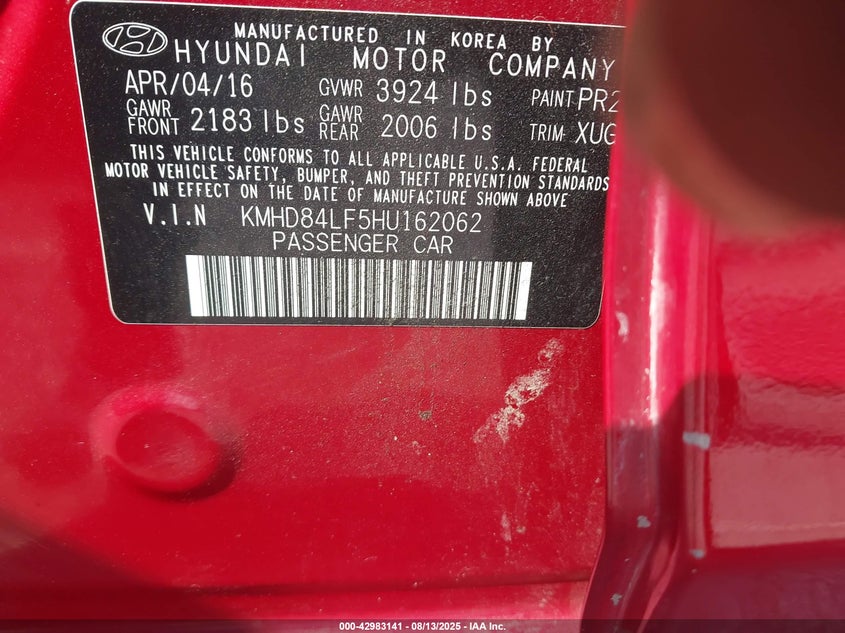 MANUFACTURED IN KOREA BY
HYUNDAI MOTOR COMPANY
APR/04/16 GVWR 3924 lbs PAINT PR2
GAWR FRONT 2183 lbs GAWR REAR 2006 lbs TRIM XUG
THIS VEHICLE CONFORMS TO ALL APPLICABLE U.S.A. FEDERAL
MOTOR VEHICLE SAFETY, BUMPER, AND THEFT PREVENTION STANDARDS
IN EFFECT ON THE DATE OF MANUFACTURE SHOWN ABOVE
V.I.N KMHD84LF5HU162062
PASSENGER CAR
000-42983141 - 08/13/2025 - IAA Inc.